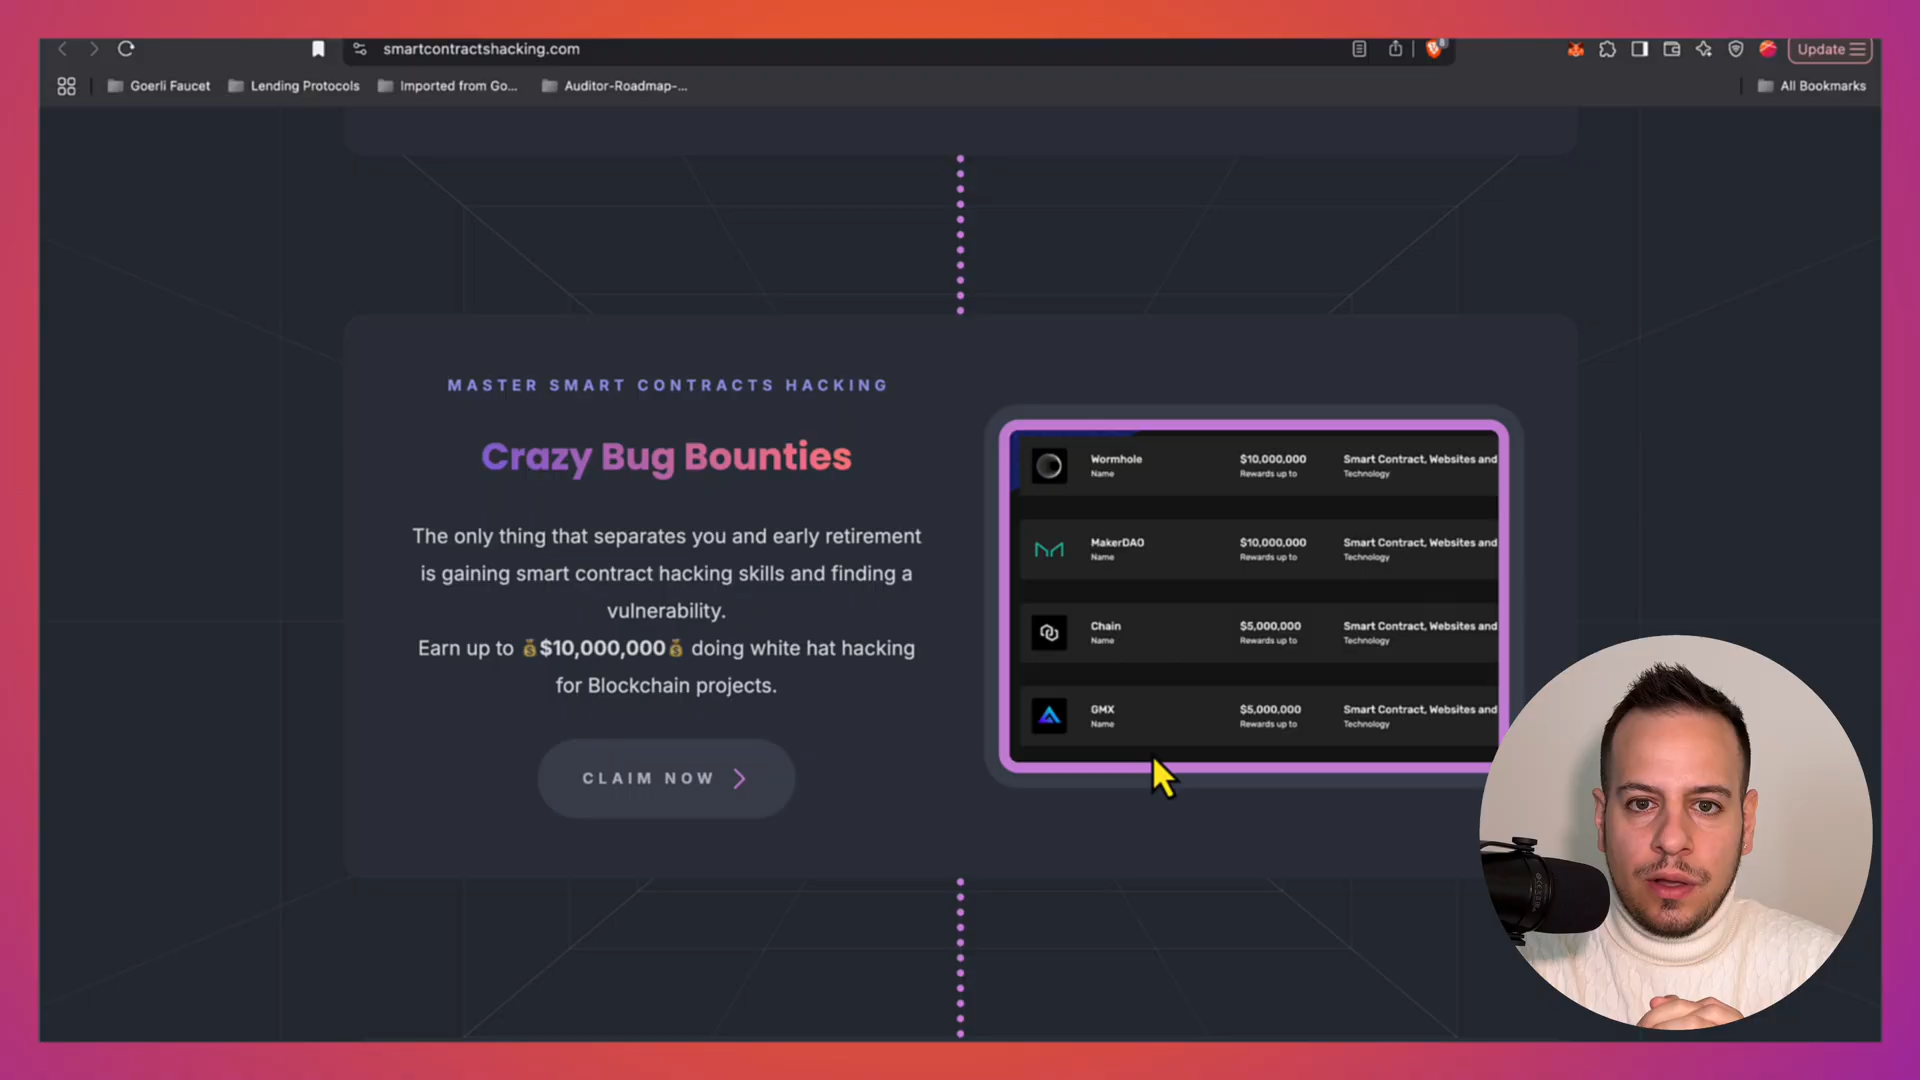 smartcontractshacking.com
8
Update
Goerli Faucet
Lending Protocols
Imported from Go...
Auditor-Roadmap-...
All Bookmarks
MASTER SMART CONTRACTS HACKING
Crazy Bug Bounties
The only thing that separates you and early retirement
is gaining smart contract hacking skills and finding a
vulnerability.
Earn up to 💰$10,000,000💰 doing white hat hacking
for Blockchain projects.
CLAIM NOW
Wormhole $10,000,000 Smart Contract, Websites and
Name Rewards up to Technology
MakerDAO $10,000,000 Smart Contract, Websites and
Name Rewards up to Technology
Chain $5,000,000 Smart Contract, Websites and
Name Rewards up to Technology
GMX $5,000,000 Smart Contract, Websites and
Name Rewards up to Technology